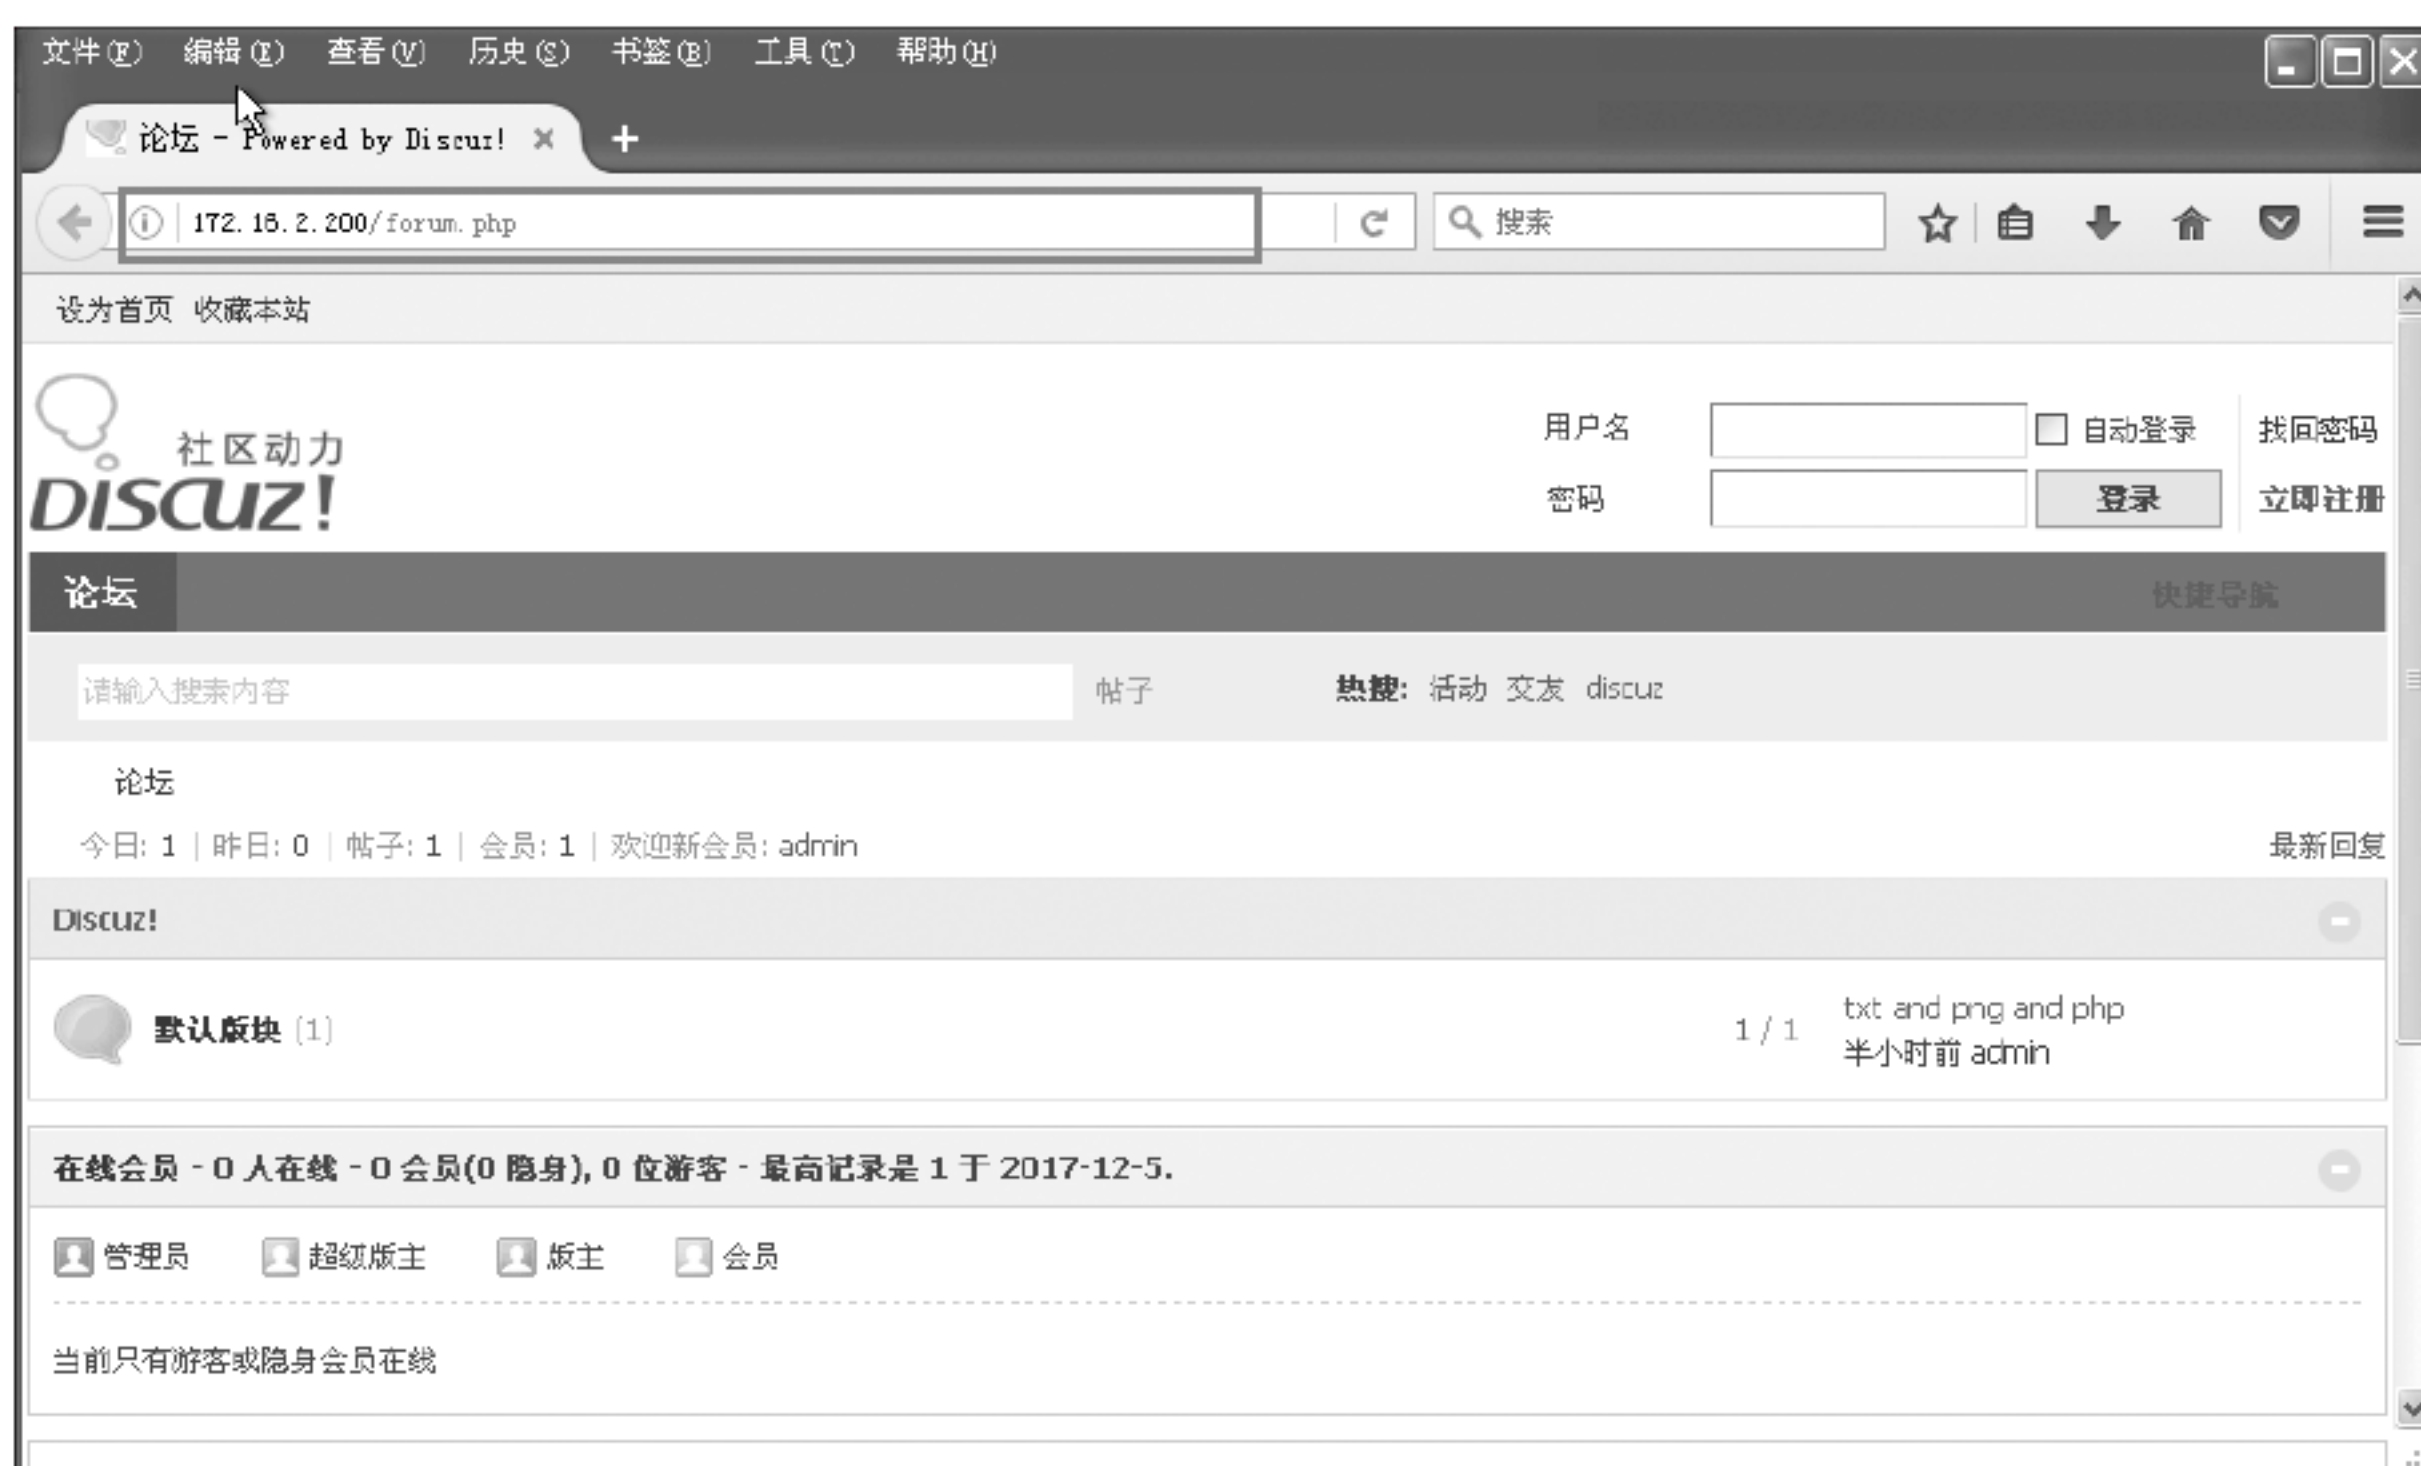 文件(F) 编辑(E) 查看(V) 历史(S) 书签(B) 工具(T) 帮助(H)
论坛 - Powered by Discuz!
172.16.2.200/forum.php
搜索
设为首页 收藏本站
社区动力
DISCUZ!
用户名 自动登录 找回密码
密码 登录 立即注册
论坛 快捷导航
请输入搜索内容 帖子 热搜: 活动 交友 discuz
论坛
今日: 1 | 昨日: 0 | 帖子: 1 | 会员: 1 | 欢迎新会员: admin 最新回复
Discuz!
默认版块 (1) 1 / 1 txt and png and php
半小时前 admin
在线会员 - 0 人在线 - 0 会员(0 隐身), 0 位游客 - 最高记录是 1 于 2017-12-5.
管理员 超级版主 版主 会员
当前只有游客或隐身会员在线